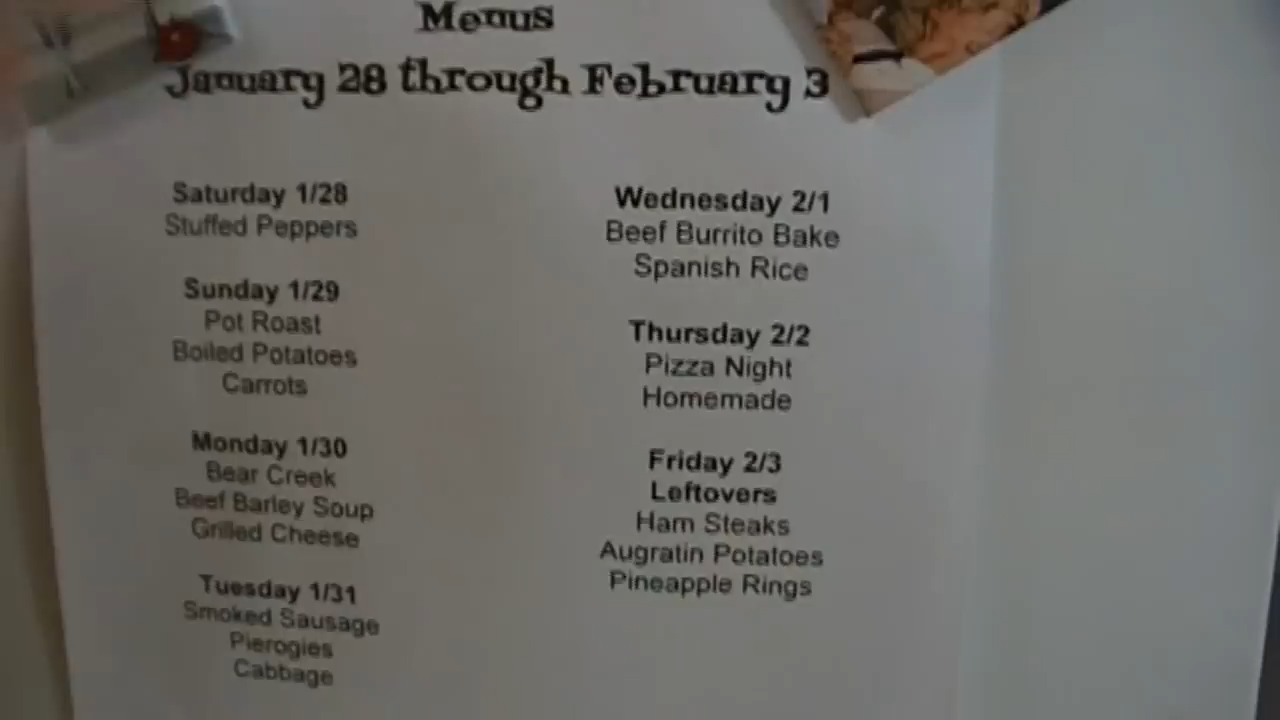 Menus
January 28 through February 3
Saturday 1/28
Stuffed Peppers
Sunday 1/29
Pot Roast
Boiled Potatoes
Carrots
Monday 1/30
Bear Creek
Beef Barley Soup
Grilled Cheese
Tuesday 1/31
Smoked Sausage
Pierogies
Cabbage
Wednesday 2/1
Beef Burrito Bake
Spanish Rice
Thursday 2/2
Pizza Night
Homemade
Friday 2/3
Leftovers
Ham Steaks
Augratin Potatoes
Pineapple Rings